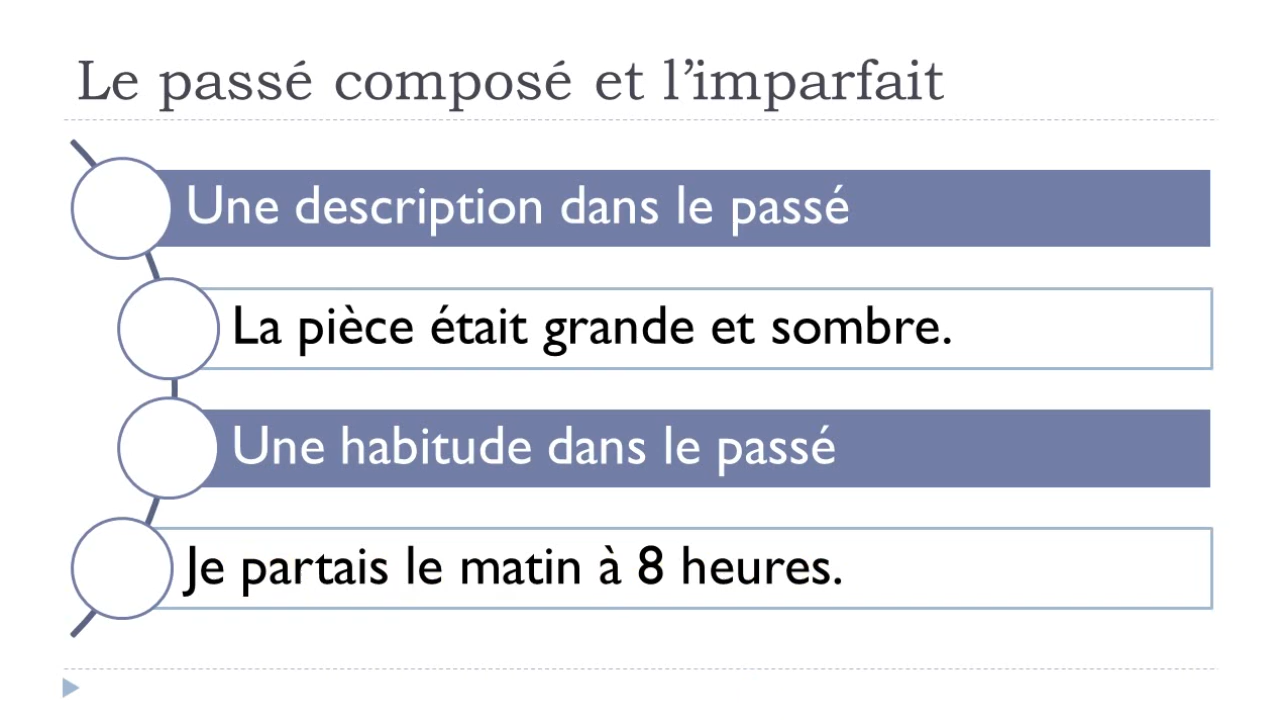 Le passé composé et l’imparfait
Une description dans le passé
La pièce était grande et sombre.
Une habitude dans le passé
Je partais le matin à 8 heures.